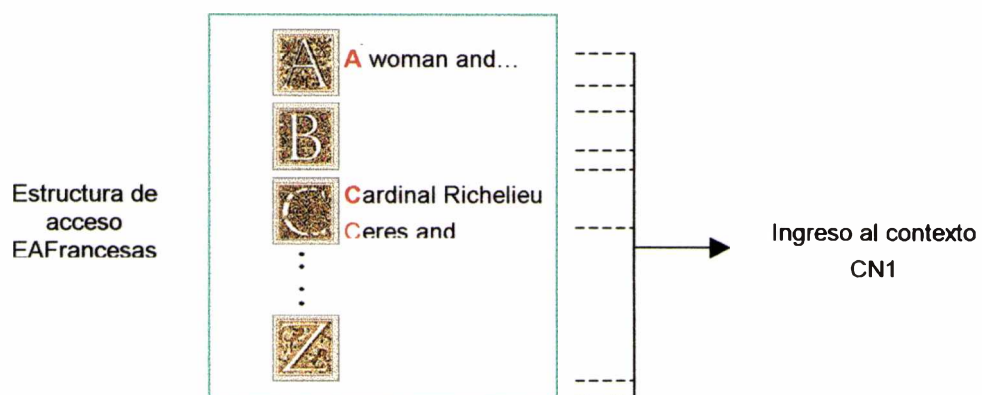 A
A woman and...
B
C
Cardinal Richelieu
Ceres and
Z
Estructura de
acceso
EAFrancesas
Ingreso al contexto
CN1